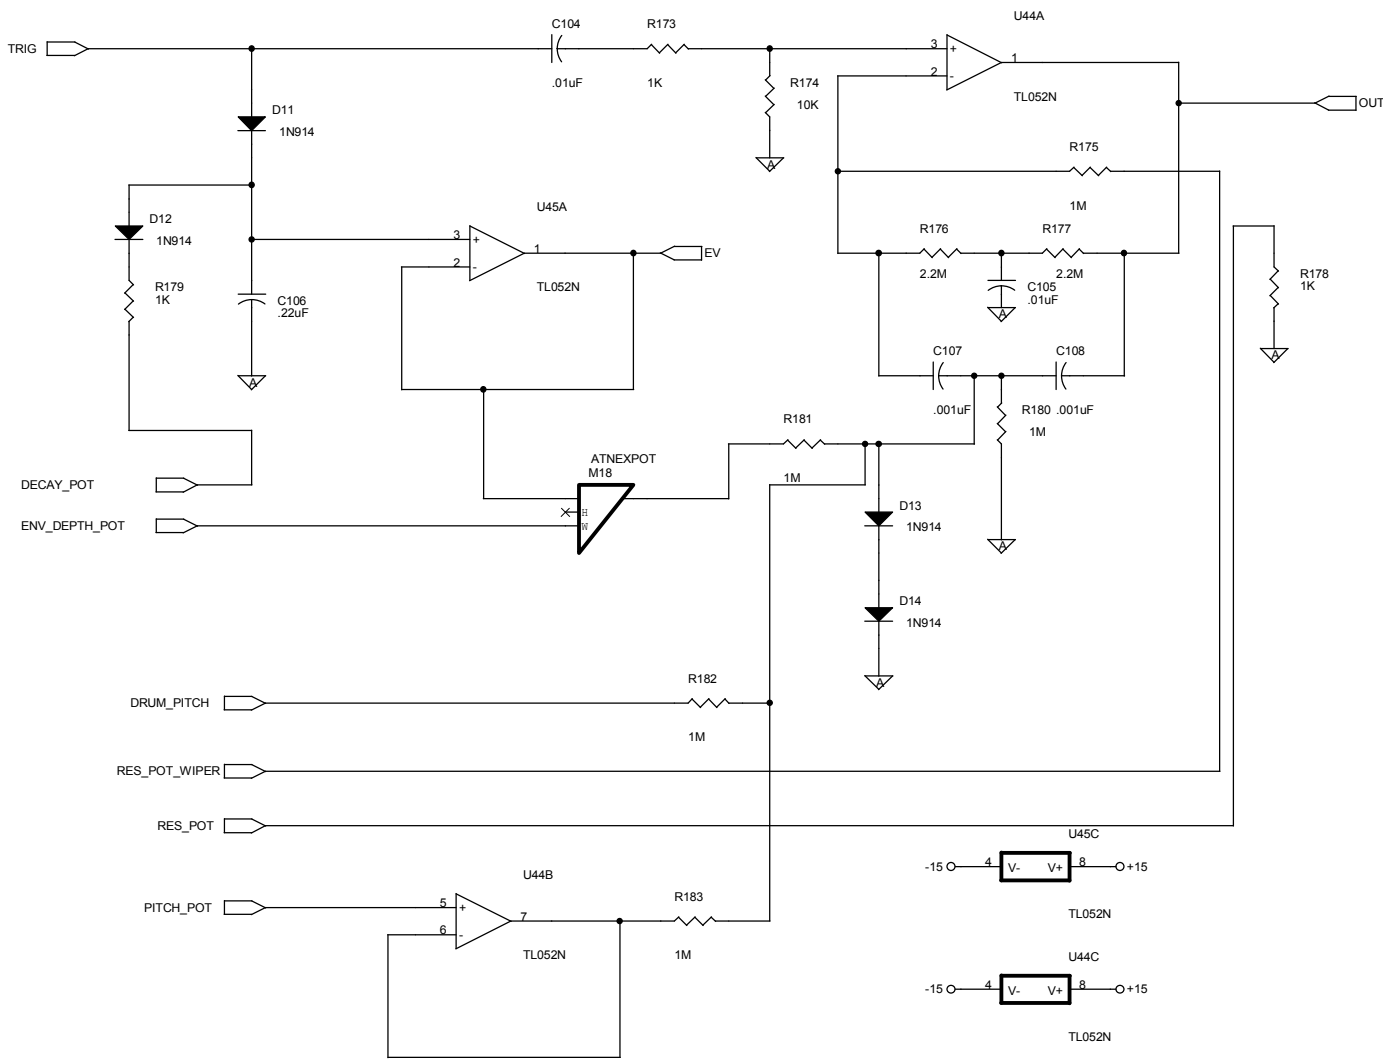 U44A
C104
R173
TRIG
3
+
1
2
-
.01uF
1K
R174
10K
TL052N
OUT
D11
1N914
A
R175
1M
U45A
D12
1N914
3
+
1
2
-
EV
TL052N
R176
R177
2.2M
2.2M
C105
.01uF
A
R178
1K
A
R179
1K
C106
.22uF
A
C107
C108
.001uF
R180
.001uF
1M
R181
1M
ATNEXPOT
M18
H
W
DECAY_POT
ENV_DEPTH_POT
D13
1N914
A
D14
1N914
A
R182
DRUM_PITCH
1M
RES_POT_WIPER
RES_POT
U45C
-15
4
V-
V+
8
+15
TL052N
U44B
R183
PITCH_POT
5
+
7
6
-
TL052N
1M
U44C
-15
4
V-
V+
8
+15
TL052N